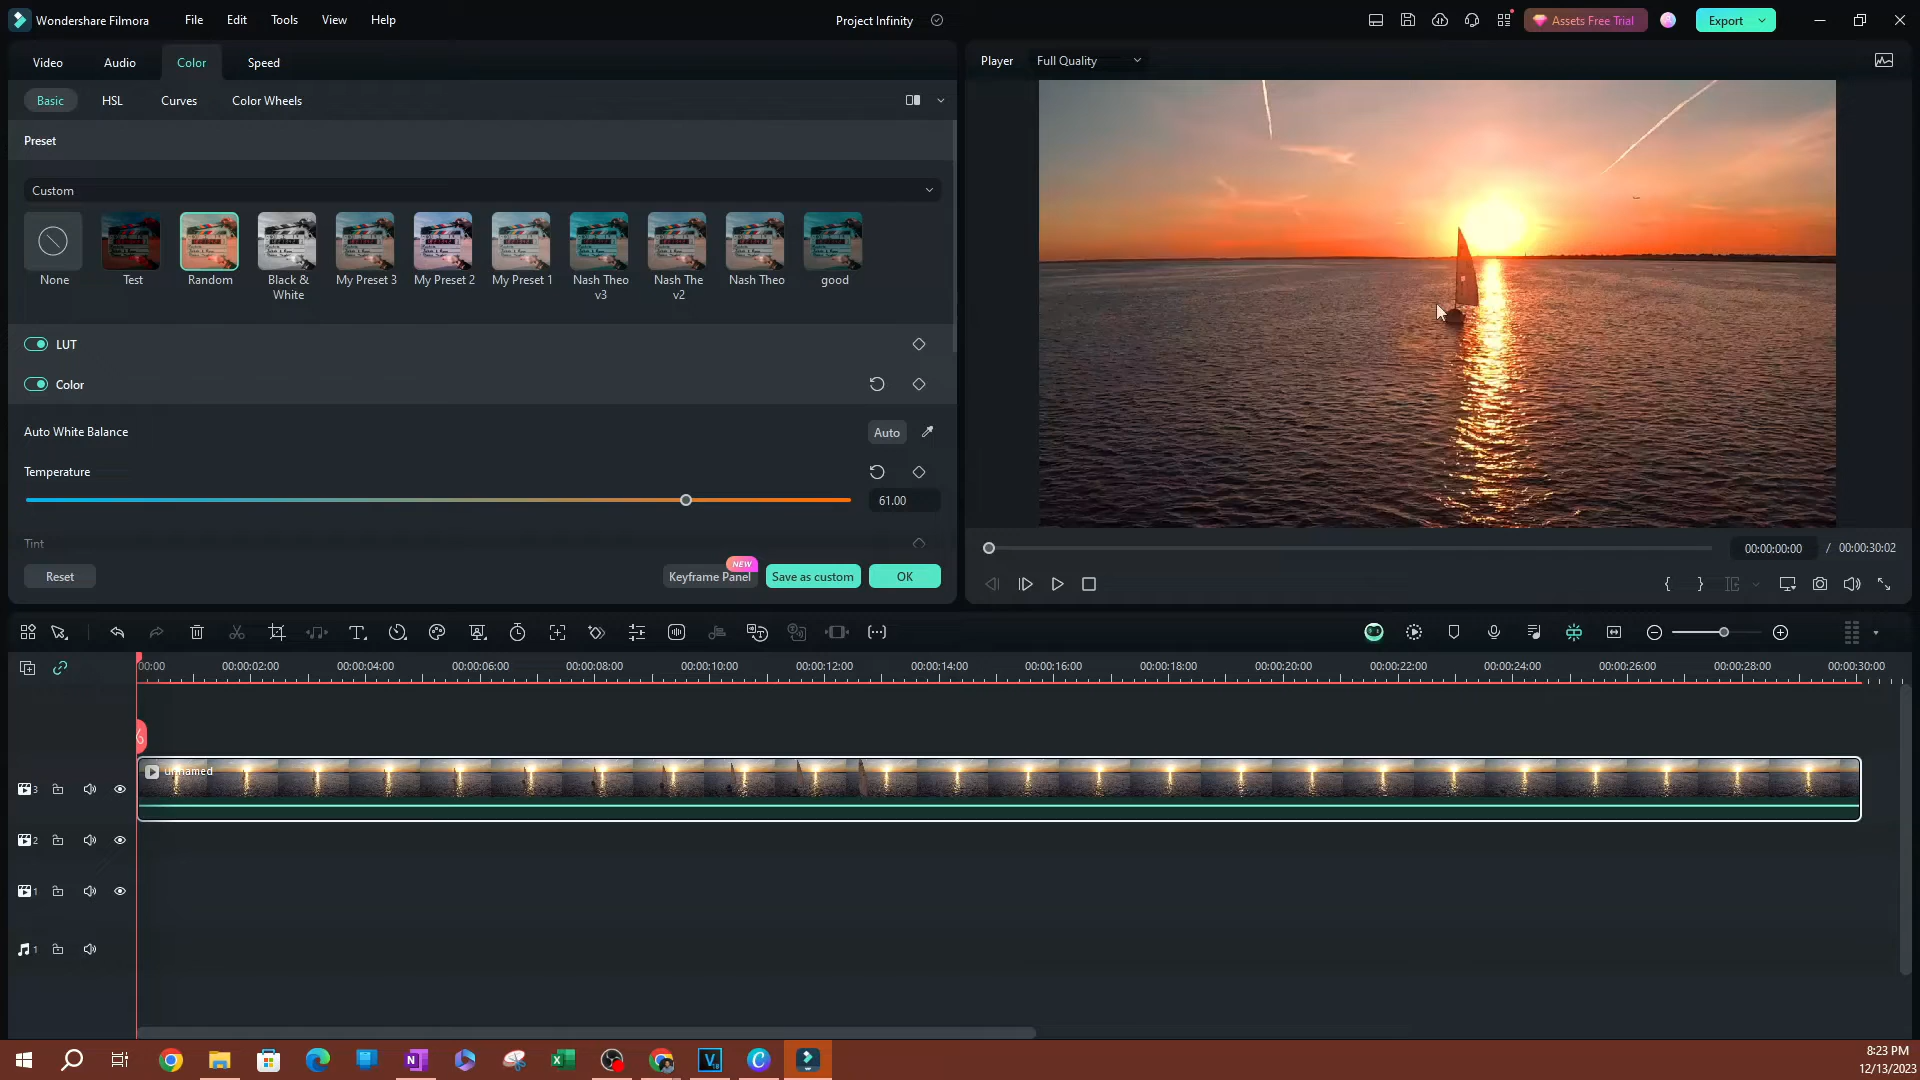 Wondershare Filmora File Edit Tools View Help Project Infinity Assets Free Trial Export
Video Audio Color Speed
Player Full Quality
Basic HSL Curves Color Wheels
Preset
Custom
None Test Random Black & White My Preset 3 My Preset 2 My Preset 1 Nash Theo v3 Nash The v2 Nash Theo good
LUT
Color
Auto White Balance Auto
Temperature
61.00
Tint
00:00:00:00 / 00:00:30:02
Reset NEW Keyframe Panel Save as custom OK
00:00 00:00:02:00 00:00:04:00 00:00:06:00 00:00:08:00 00:00:10:00 00:00:12:00 00:00:14:00 00:00:16:00 00:00:18:00 00:00:20:00 00:00:22:00 00:00:24:00 00:00:26:00 00:00:28:00 00:00:30:00
unnamed
3
2
1
1
8:23 PM
12/13/2023